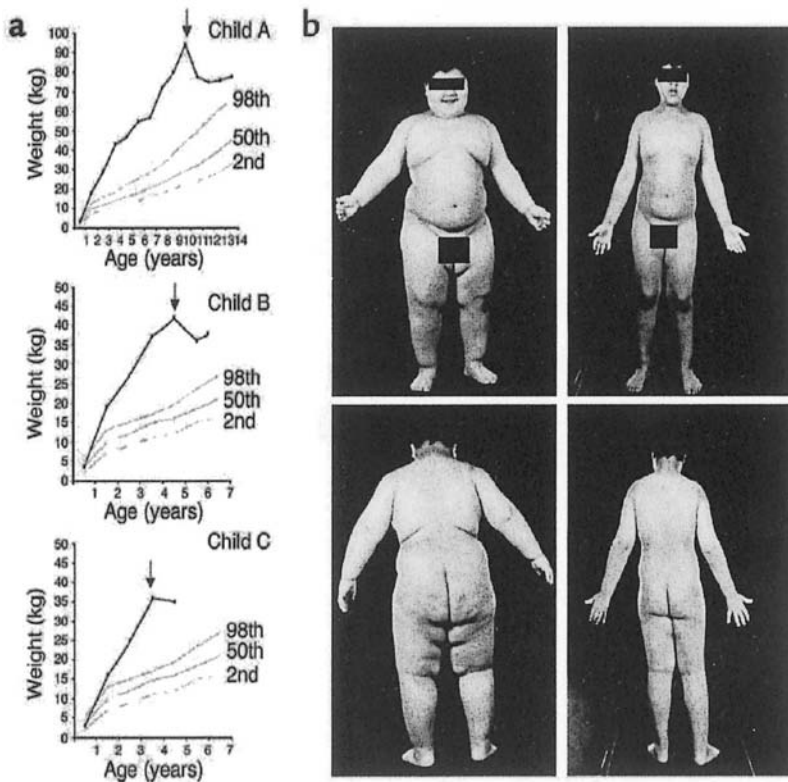 a
Child A
Weight (kg)
100
90
80
70
60
50
40
30
20
10
0
98th
50th
2nd
1 2 3 4 5 6 7 8 9 10 11 12 13 14
Age (years)
Child B
Weight (kg)
50
45
40
35
30
25
20
15
10
5
0
98th
50th
2nd
1 2 3 4 5 6 7
Age (years)
Child C
Weight (kg)
50
45
40
35
30
25
20
15
10
5
0
98th
50th
2nd
1 2 3 4 5 6 7
Age (years)
b